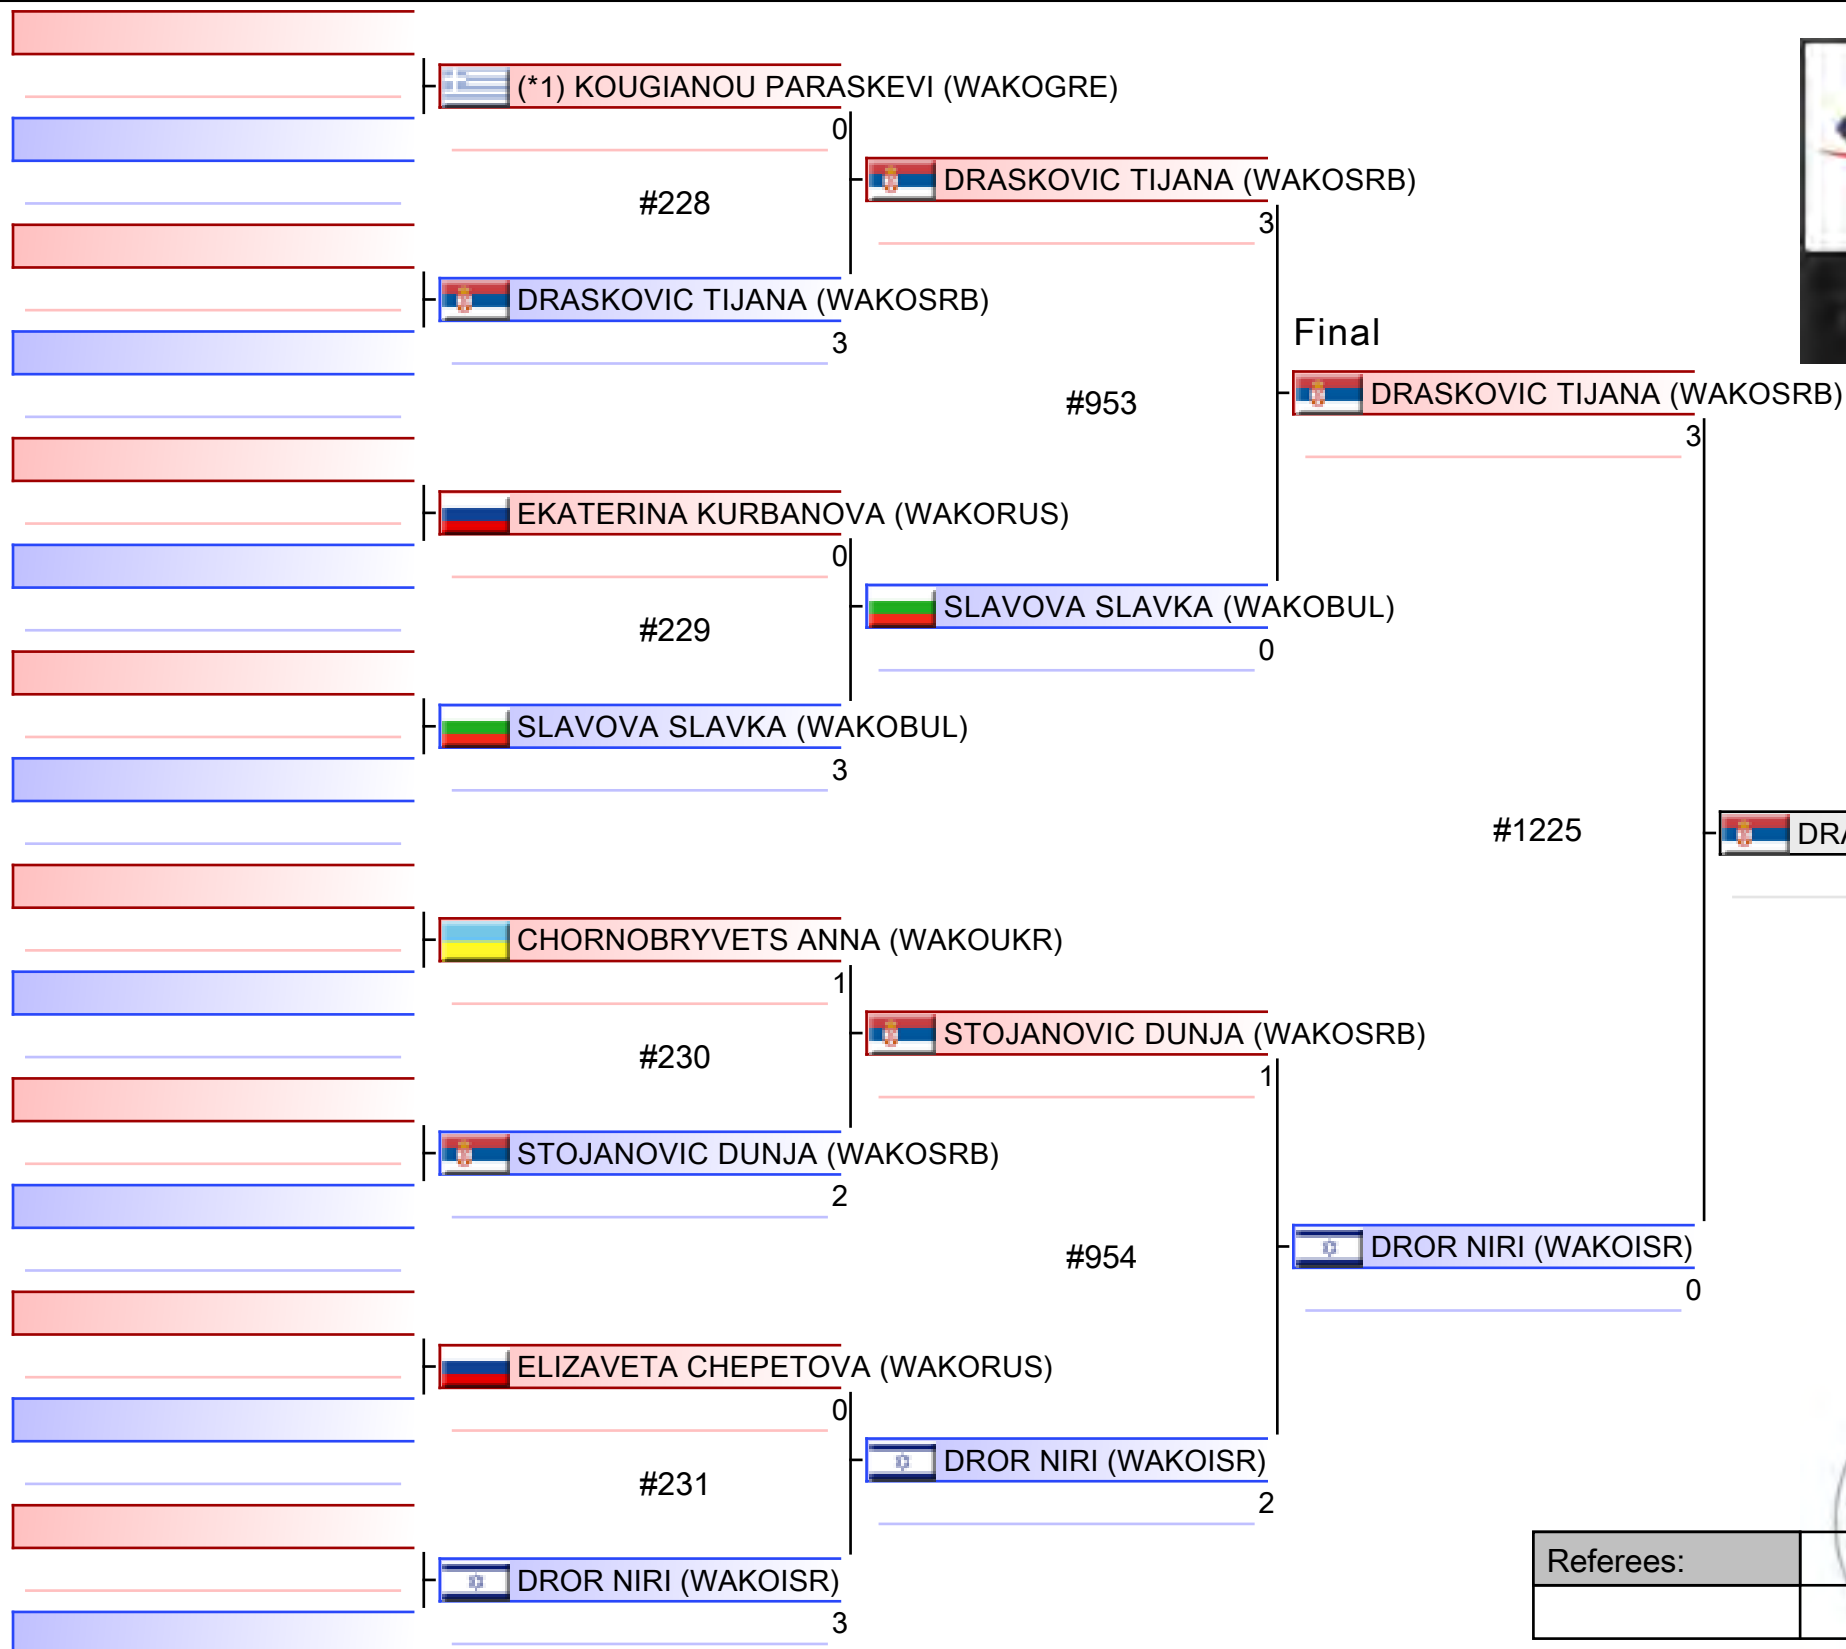 (*1) KOUGIANOU PARASKEVI (WAKOGRE)
0
DRASKOVIC TIJANA (WAKOSRB)
#228
3
DRASKOVIC TIJANA (WAKOSRB)
Final
3
DRASKOVIC TIJANA (WAKOSRB)
#953
3
EKATERINA KURBANOVA (WAKORUS)
0
SLAVOVA SLAVKA (WAKOBUL)
#229
0
SLAVOVA SLAVKA (WAKOBUL)
3
#1225
DRA
CHORNOBRYVETS ANNA (WAKOUKR)
1
STOJANOVIC DUNJA (WAKOSRB)
#230
1
STOJANOVIC DUNJA (WAKOSRB)
2
#954
DROR NIRI (WAKOISR)
0
ELIZAVETA CHEPETOVA (WAKORUS)
0
DROR NIRI (WAKOISR)
#231
2
Referees:
DROR NIRI (WAKOISR)
3